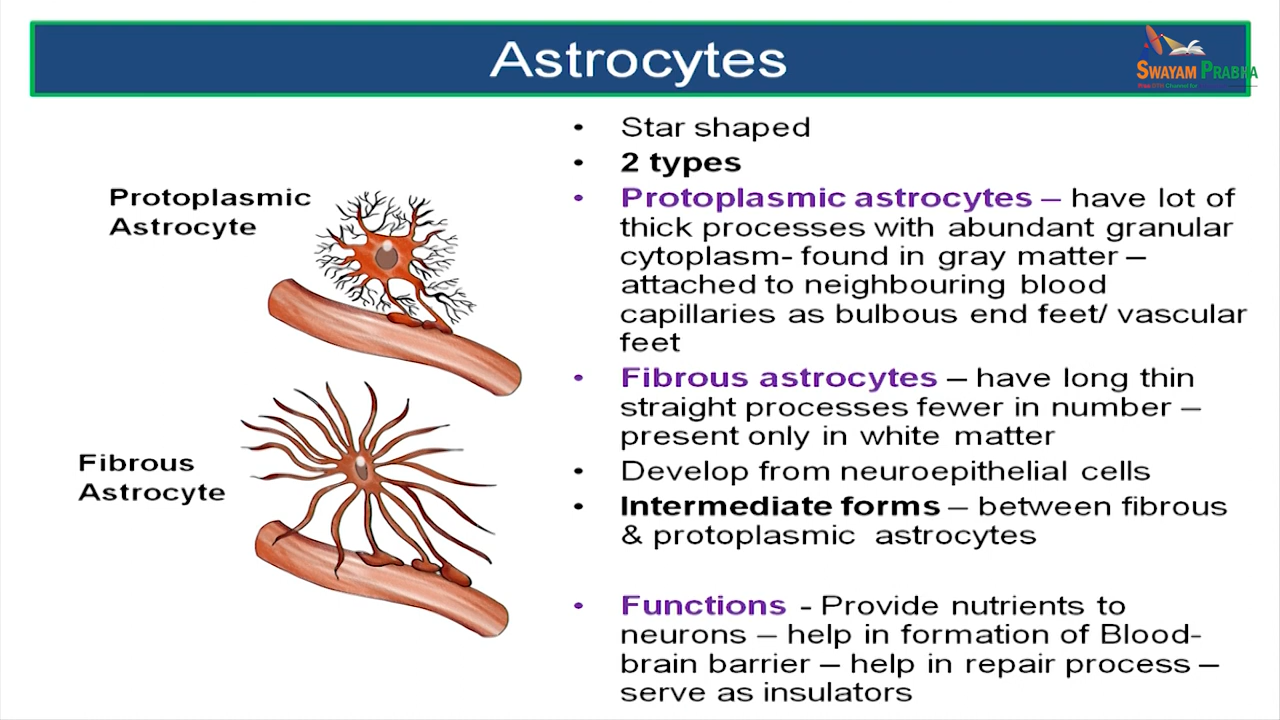 Astrocytes
SWAYAM PRABHA
Protoplasmic
Astrocyte
Fibrous
Astrocyte
• Star shaped
• 2 types
• Protoplasmic astrocytes – have lot of
thick processes with abundant granular
cytoplasm- found in gray matter –
attached to neighbouring blood
capillaries as bulbous end feet/ vascular
feet
• Fibrous astrocytes – have long thin
straight processes fewer in number –
present only in white matter
• Develop from neuroepithelial cells
• Intermediate forms – between fibrous
& protoplasmic astrocytes
• Functions - Provide nutrients to
neurons – help in formation of Blood-
brain barrier – help in repair process –
serve as insulators